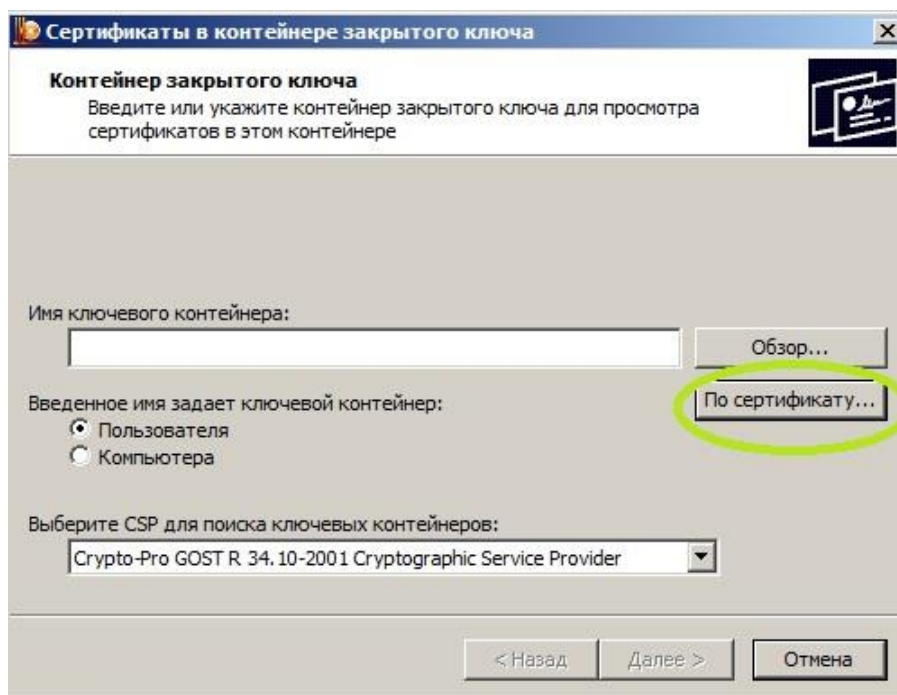 Сертификаты в контейнере закрытого ключа
Контейнер закрытого ключа
Введите или укажите контейнер закрытого ключа для просмотра
сертификатов в этом контейнере
Имя ключевого контейнера:
Обзор...
Введенное имя задает ключевой контейнер:
По сертификату...
Пользователя
Компьютера
Выберите CSP для поиска ключевых контейнеров:
Crypto-Pro GOST R 34.10-2001 Cryptographic Service Provider
< Назад
Далее >
Отмена